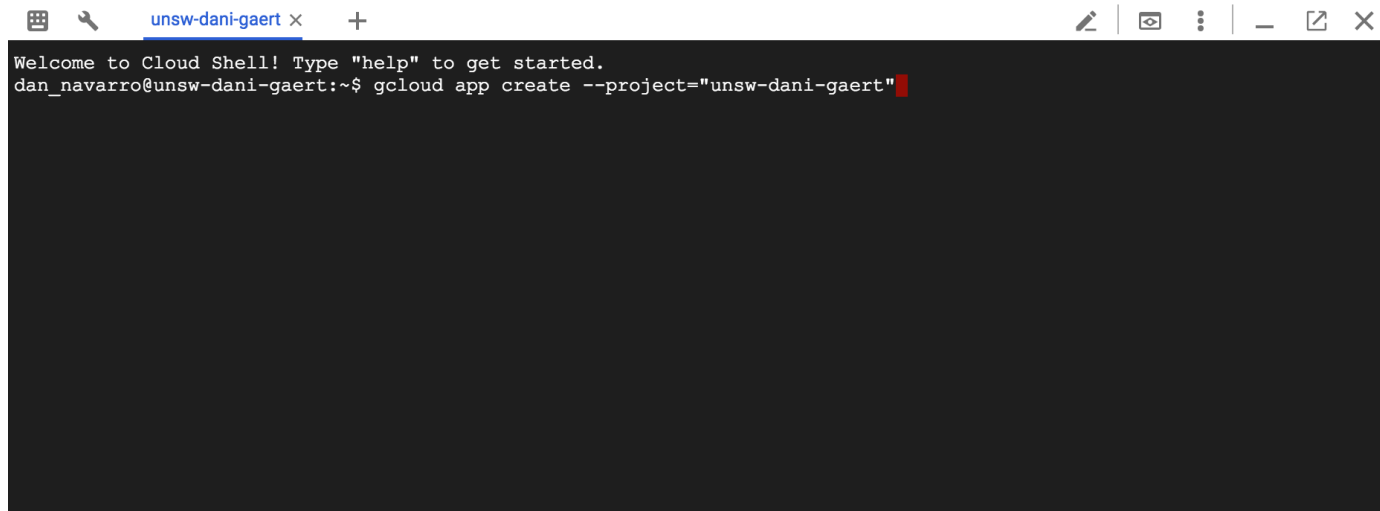 unsw-dani-gaert
Welcome to Cloud Shell! Type "help" to get started.
dan_navarro@unsw-dani-gaert:~$ gcloud app create --project="unsw-dani-gaert"